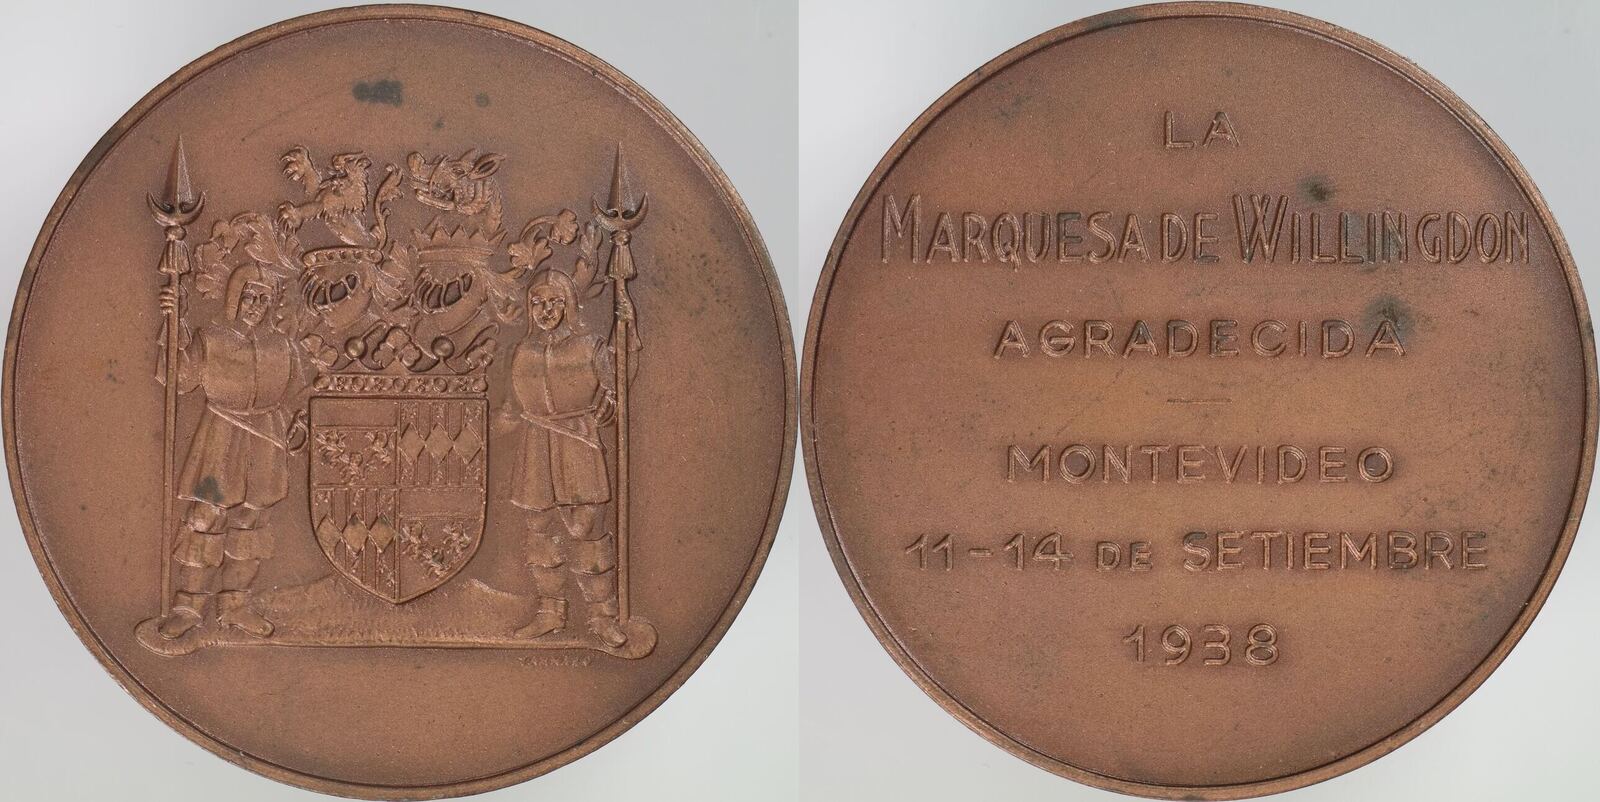 LA
MARQUESA DE WILLINGDON
AGRADECIDA
MONTEVIDEO
11-14 DE SETIEMBRE
1938